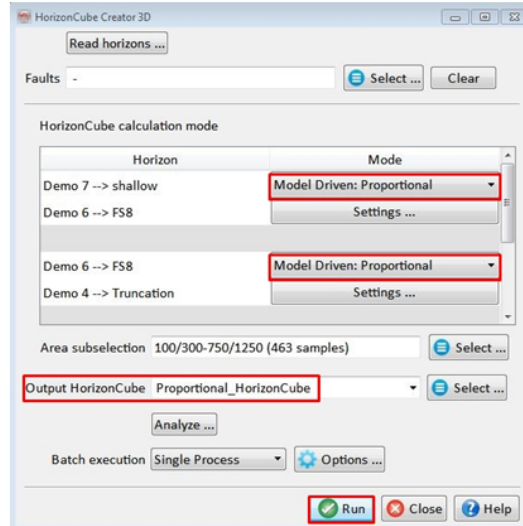 HorizonCube Creator 3D
Read horizons ...
Faults - Select ... Clear
HorizonCube calculation mode
Horizon Mode
Demo 7 --> shallow Model Driven: Proportional
Demo 6 --> FS8 Settings ...
Demo 6 --> FS8 Model Driven: Proportional
Demo 4 --> Truncation Settings ...
Area subselection 100/300-750/1250 (463 samples) Select ...
Output HorizonCube Proportional_HorizonCube Select ...
Analyze ...
Batch execution Single Process Options ...
Run Close Help